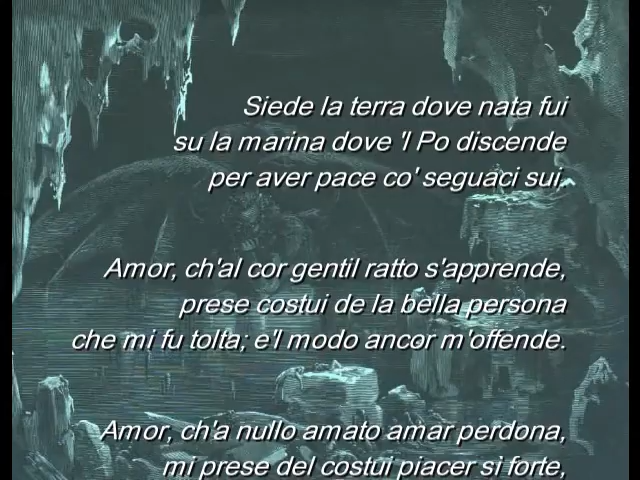 Siede la terra dove nata fui
su la marina dove 'l Po discende
per aver pace co' seguaci sui.
Amor, ch'al cor gentil ratto s'apprende,
prese costui de la bella persona
che mi fu tolta; e'l modo ancor m'offende.
Amor, ch'a nullo amato amar perdona,
mi prese del costui piacer sì forte,